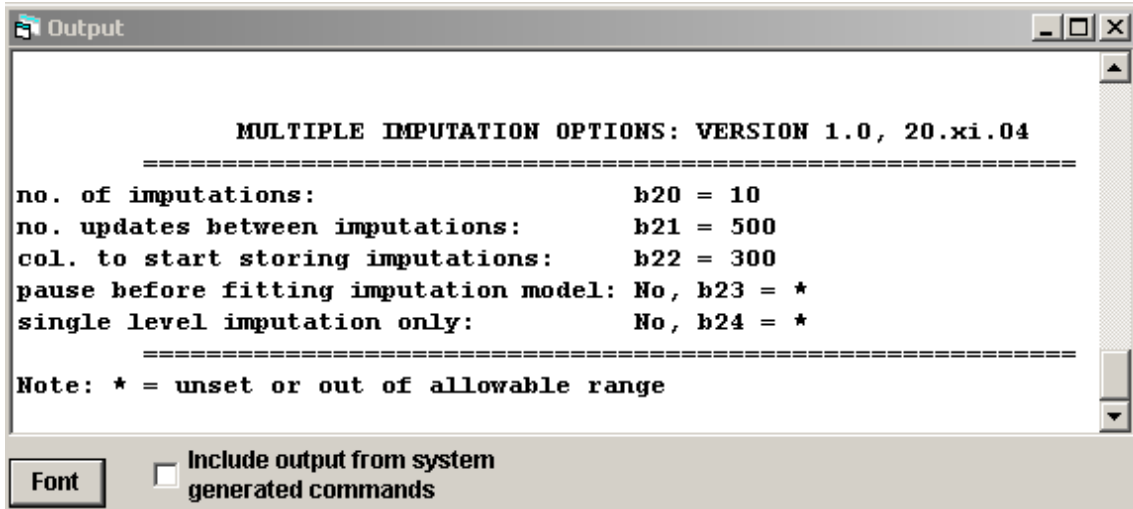 Output
MULTIPLE IMPUTATION OPTIONS: VERSION 1.0, 20.xi.04
===========================================================
no. of imputations: b20 = 10
no. updates between imputations: b21 = 500
col. to start storing imputations: b22 = 300
pause before fitting imputation model: No, b23 = *
single level imputation only: No, b24 = *
===========================================================
Note: * = unset or out of allowable range
Font
Include output from system
generated commands